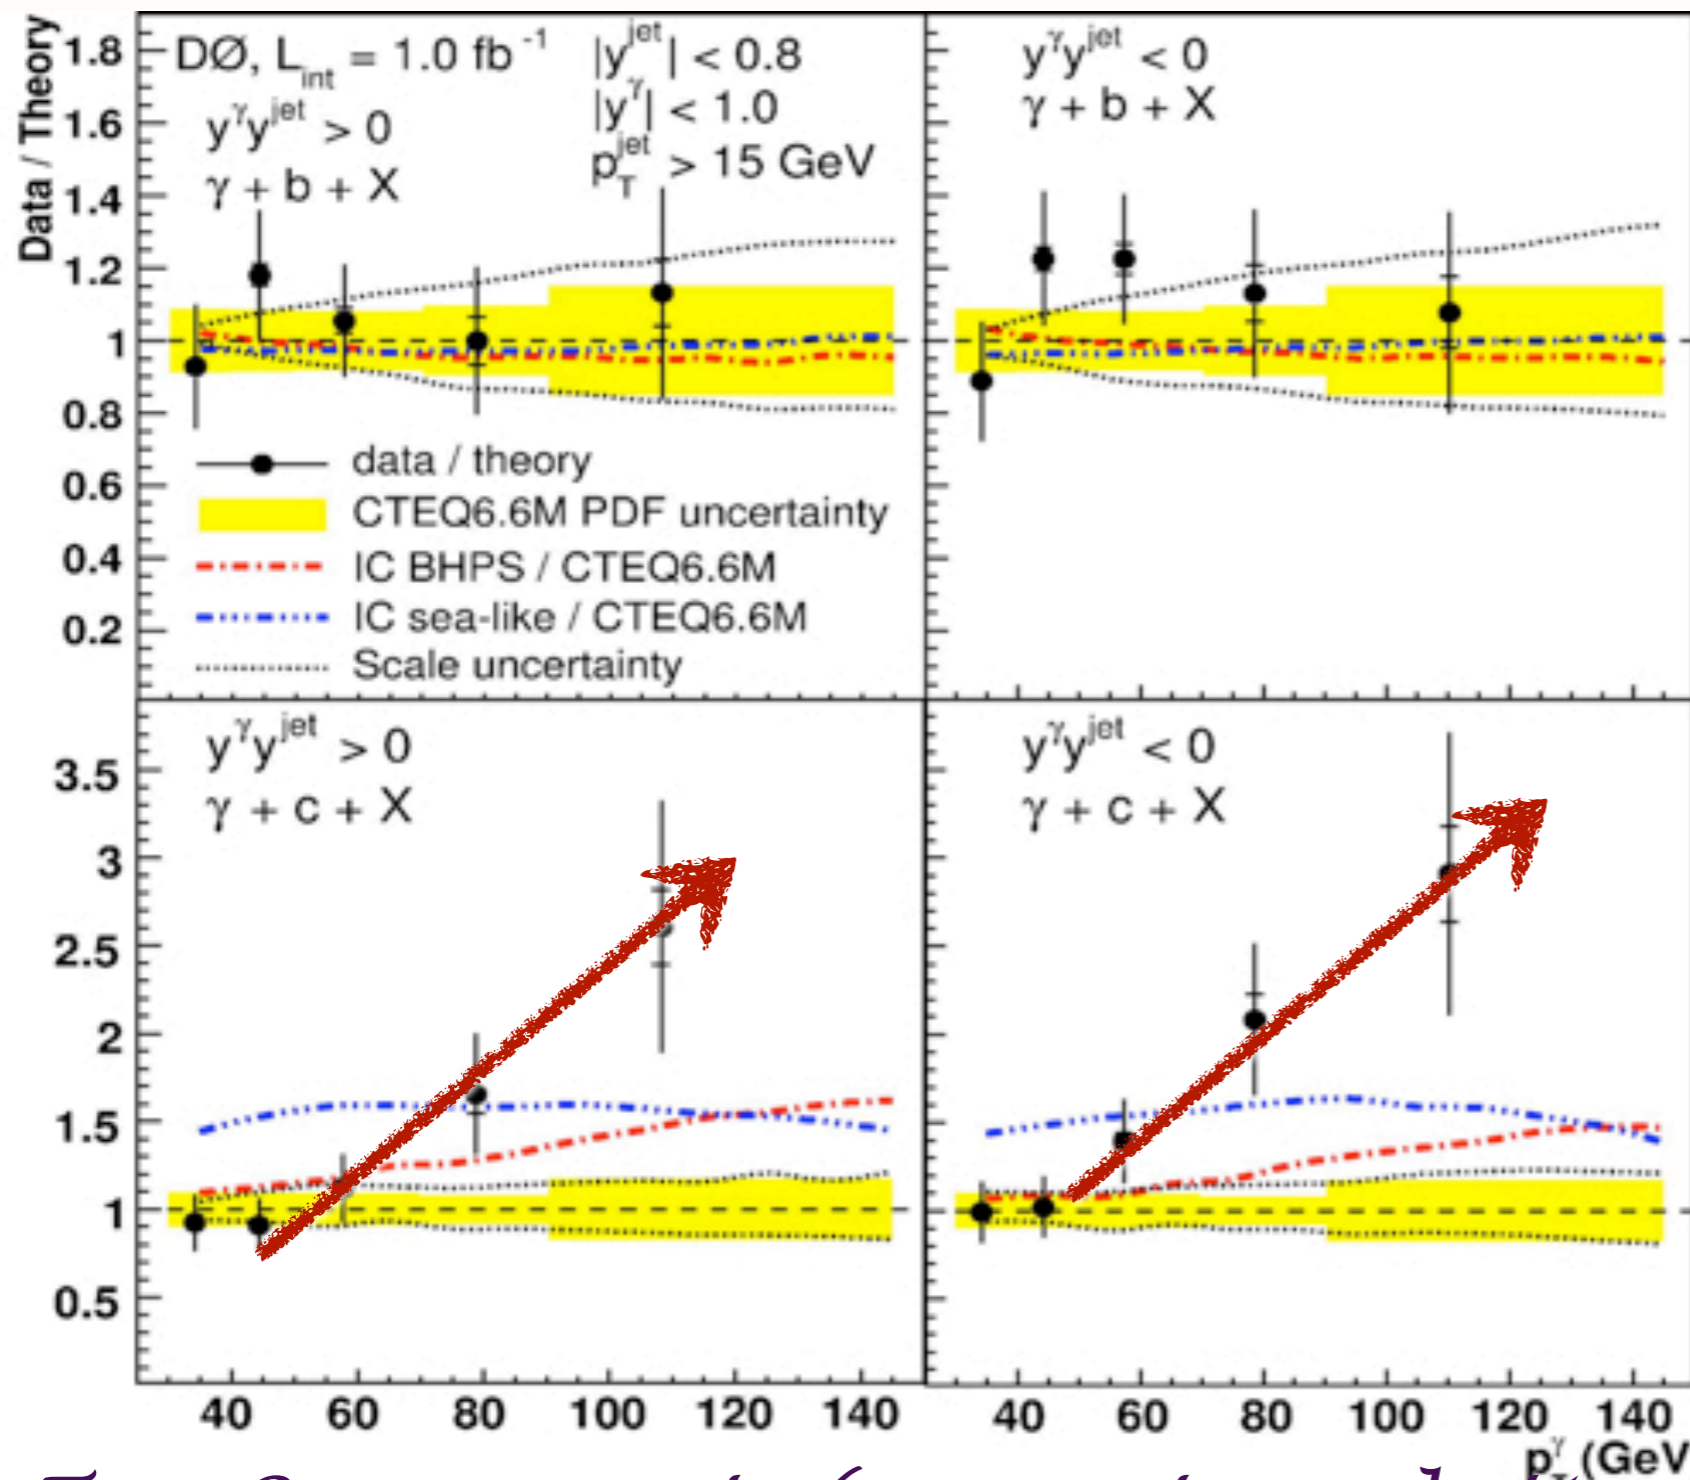 Data / Theory
DØ, L_int = 1.0 fb^-1
y^γ y^jet > 0
γ + b + X
|y^jet| < 0.8
|y^γ| < 1.0
p_T^jet > 15 GeV
1.8
1.6
1.4
1.2
1
0.8
0.6
0.4
0.2
data / theory
CTEQ6.6M PDF uncertainty
IC BHPS / CTEQ6.6M
IC sea-like / CTEQ6.6M
Scale uncertainty
y^γ y^jet < 0
γ + b + X
y^γ y^jet > 0
γ + c + X
3.5
3
2.5
2
1.5
1
0.5
y^γ y^jet < 0
γ + c + X
40 60 80 100 120 140
40 60 80 100 120 140
p_T^γ (GeV